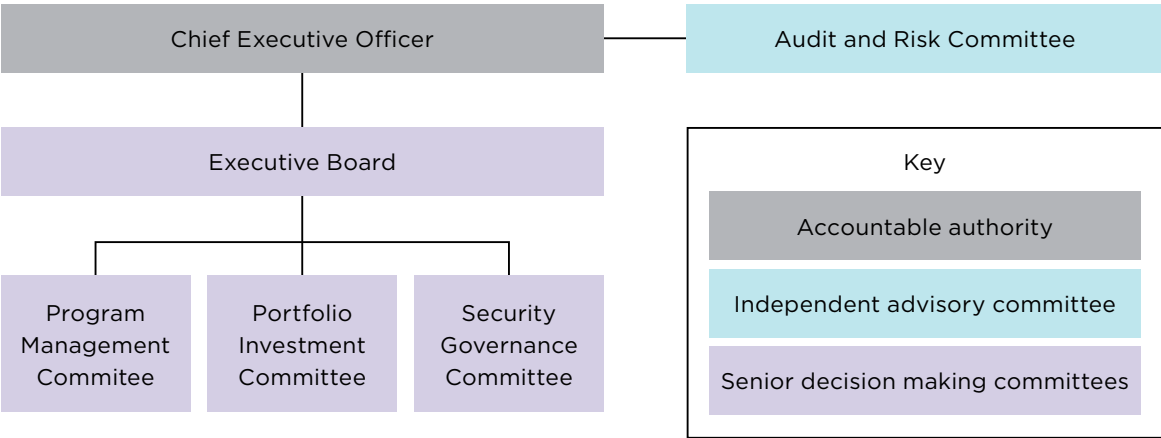 Chief Executive Officer
Audit and Risk Committee
Executive Board
Program
Management
Commitee
Portfolio
Investment
Committee
Security
Governance
Committee
Key
Accountable authority
Independent advisory committee
Senior decision making committees